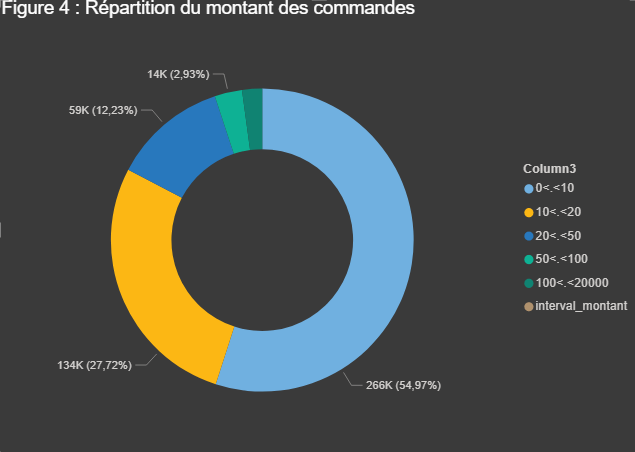 Figure 4 : Répartition du montant des commandes
14K (2,93%)
59K (12,23%)
134K (27,72%)
266K (54,97%)
Column3
0<.<10
10<.<20
20<.<50
50<.<100
100<.<20000
interval_montant